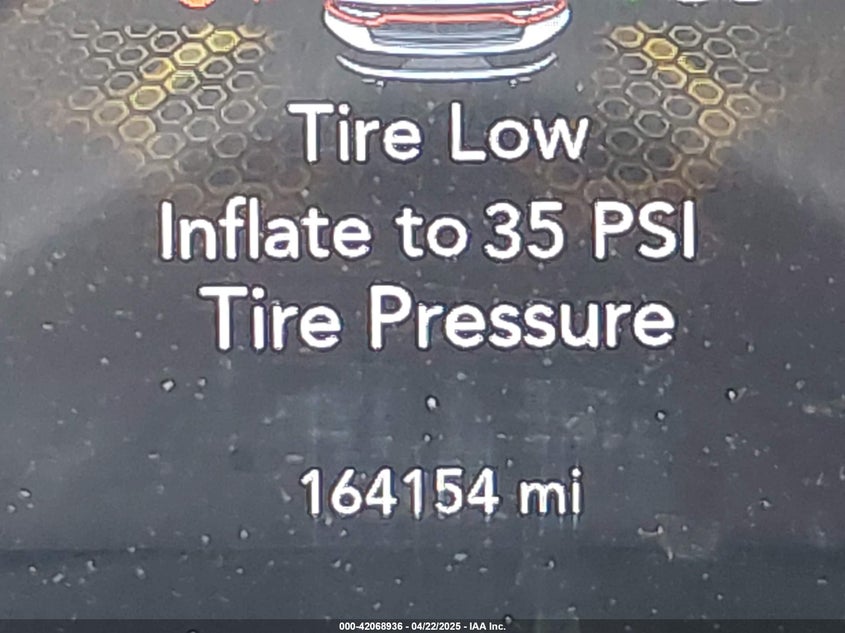 Tire Low
Inflate to 35 PSI
Tire Pressure
164154 mi
000-42068936 - 04/22/2025 - IAA Inc.